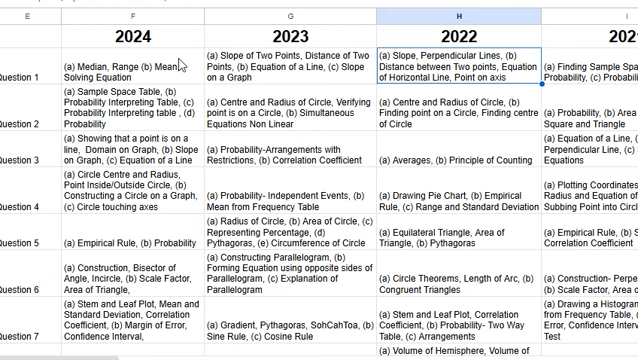 E F G H I
2024 2023 2022 202
Question 1
(a) Median, Range (b) Mean,
Solving Equation
(a) Slope of Two Points, Distance of Two
Points, (b) Equation of a Line, (c) Slope
on a Graph
(a) Slope, Perpendicular Lines, (b)
Distance between Two points, Equation
of Horizontal Line, Point on axis
(a) Finding Sample Spa
Probability, (c) Probabili
Question 2
(a) Sample Space Table, (b)
Probability Interpreting Table, (c)
Probability Interpreting table , (d)
Probability
(a) Centre and Radius of Circle, Verifying
point is on a Circle, (b) Simultaneous
Equations Non Linear
(a) Centre and Radius of Circle, (b)
Finding point on a Circle, Finding centre
of Circle
(a) Probability, (b) Area
Square and Triangle
Question 3
(a) Showing that a point is on a
line, Domain on Graph, (b) Slope
on Graph, (c) Equation of a Line
(a) Probability-Arrangements with
Restrictions, (b) Correlation Coefficient
(a) Averages, (b) Principle of Counting
(a) Equation of a Line,
Perpendicular Line, (c)
Equations
Question 4
(a) Circle Centre and Radius,
Point Inside/Outside Circle, (b)
Constructing a Circle on a Graph,
(c) Circle touching axes
(a) Probability- Independent Events, (b)
Mean from Frequency Table
(a) Drawing Pie Chart, (b) Empirical
Rule, (c) Range and Standard Deviation
(a) Plotting Coordinates
Radius and Equation of
Subbing Point into Circl
Question 5
(a) Empirical Rule, (b) Probability
(a) Radius of Circle, (b) Area of Circle, (c)
Representing Percentage, (d)
Pythagoras, (e) Circumference of Circle
(a) Equilateral Triangle, Area of
Triangle, (b) Pythagoras
(a) Empirical Rule, (b) S
Correlation Coefficient
Question 6
(a) Construction, Bisector of
Angle, Incircle, (b) Scale Factor,
Area of Triangle,
(a) Constructing Parallelogram, (b)
Forming Equation using opposite sides of
Parallelogram, (c) Explanation of
Parallelogram
(a) Circle Theorems, Length of Arc, (b)
Congruent Triangles
(a) Construction- Perpe
(b) Scale Factor, Area o
Question 7
(a) Stem and Leaf Plot, Mean and
Standard Deviation, Correlation
Coefficient, (b) Margin of Error,
Confidence Interval,
(a) Gradient, Pythagoras, SohCahToa, (b)
Sine Rule, (c) Cosine Rule
(a) Stem and Leaf Plot, Correlation
Coefficient, (b) Probability- Two Way
Table, (c) Arrangements
(a) Drawing a Histogram
from Frequency Table, (
Error, Confidence Interv
Test
(a) Volume of Hemisphere, Volume of